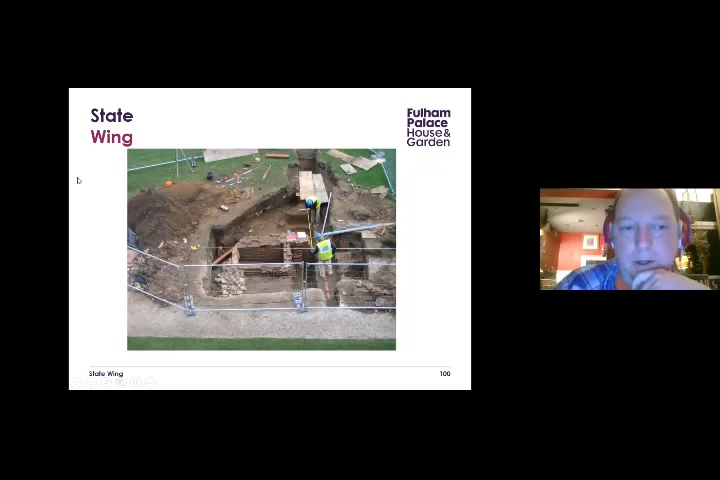 State
Wing
Fulham
Palace
House&
Garden
State Wing
100